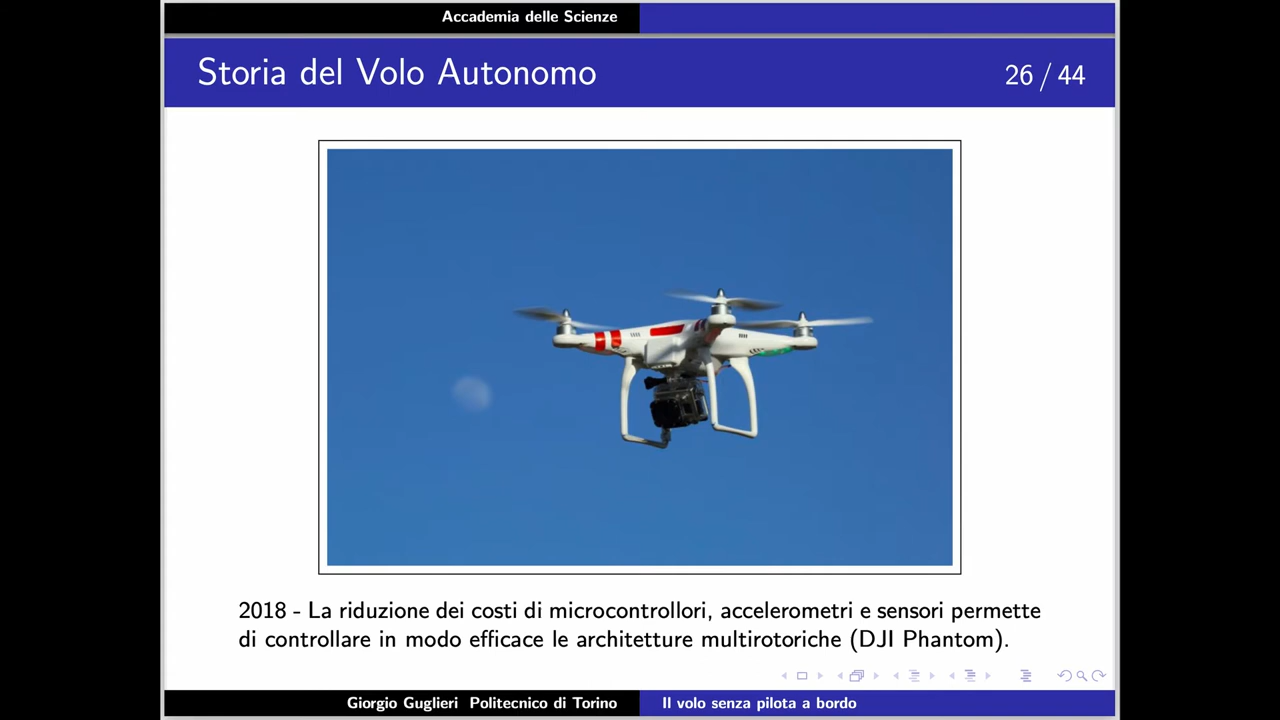 Accademia delle Scienze
Storia del Volo Autonomo
26 / 44
2018 - La riduzione dei costi di microcontrollori, accelerometri e sensori permette
di controllare in modo efficace le architetture multirotoriche (DJI Phantom).
Giorgio Guglieri Politecnico di Torino
Il volo senza pilota a bordo